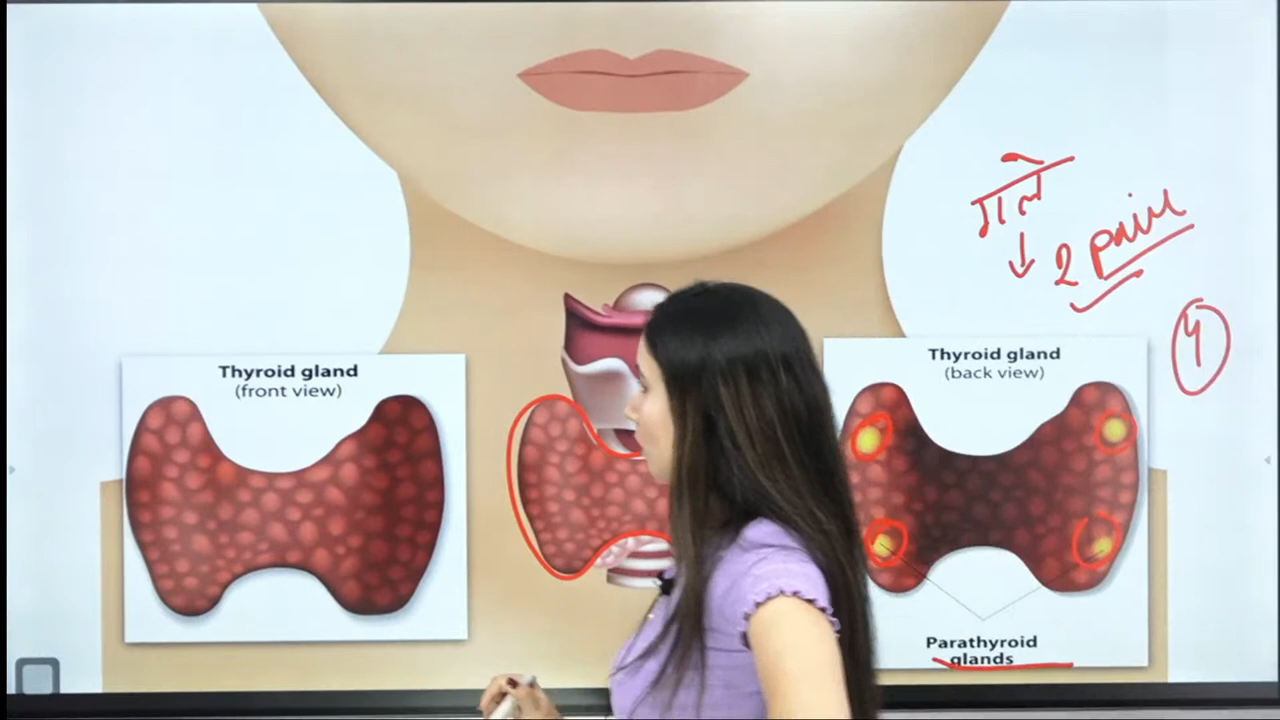 गले
2 pair
4
Thyroid gland
(front view)
Thyroid gland
(back view)
Parathyroid
glands